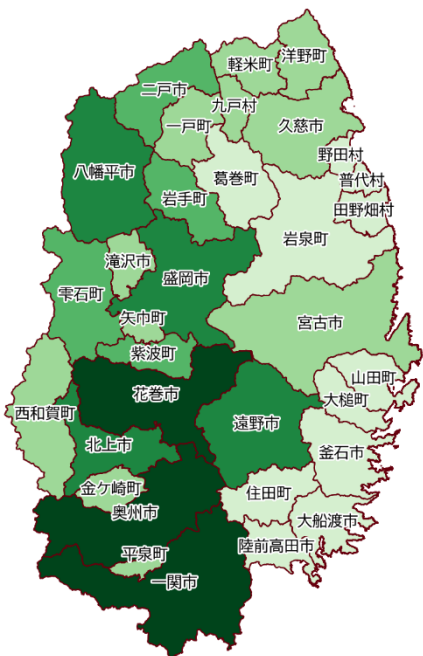 洋野町
軽米町
二戸市
九戸村
一戸町
久慈市
野田村
八幡平市
葛巻町
普代村
岩手町
田野畑村
岩泉町
滝沢市
盛岡市
雫石町
矢巾町
宮古市
紫波町
山田町
花巻市
大槌町
西和賀町
遠野市
北上市
釜石市
金ケ崎町
住田町
奥州市
大船渡市
陸前高田市
平泉町
一関市